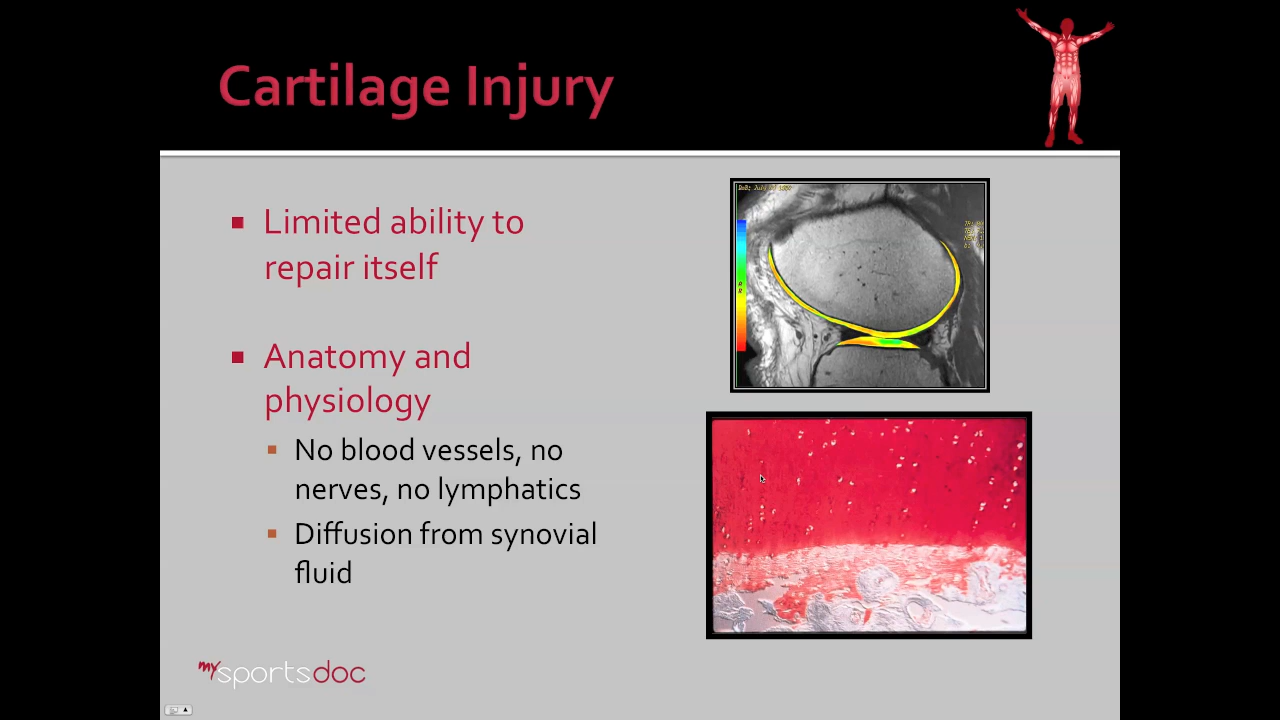 Cartilage Injury
Limited ability to
repair itself
Anatomy and
physiology
No blood vessels, no
nerves, no lymphatics
Diffusion from synovial
fluid
mysportsdoc